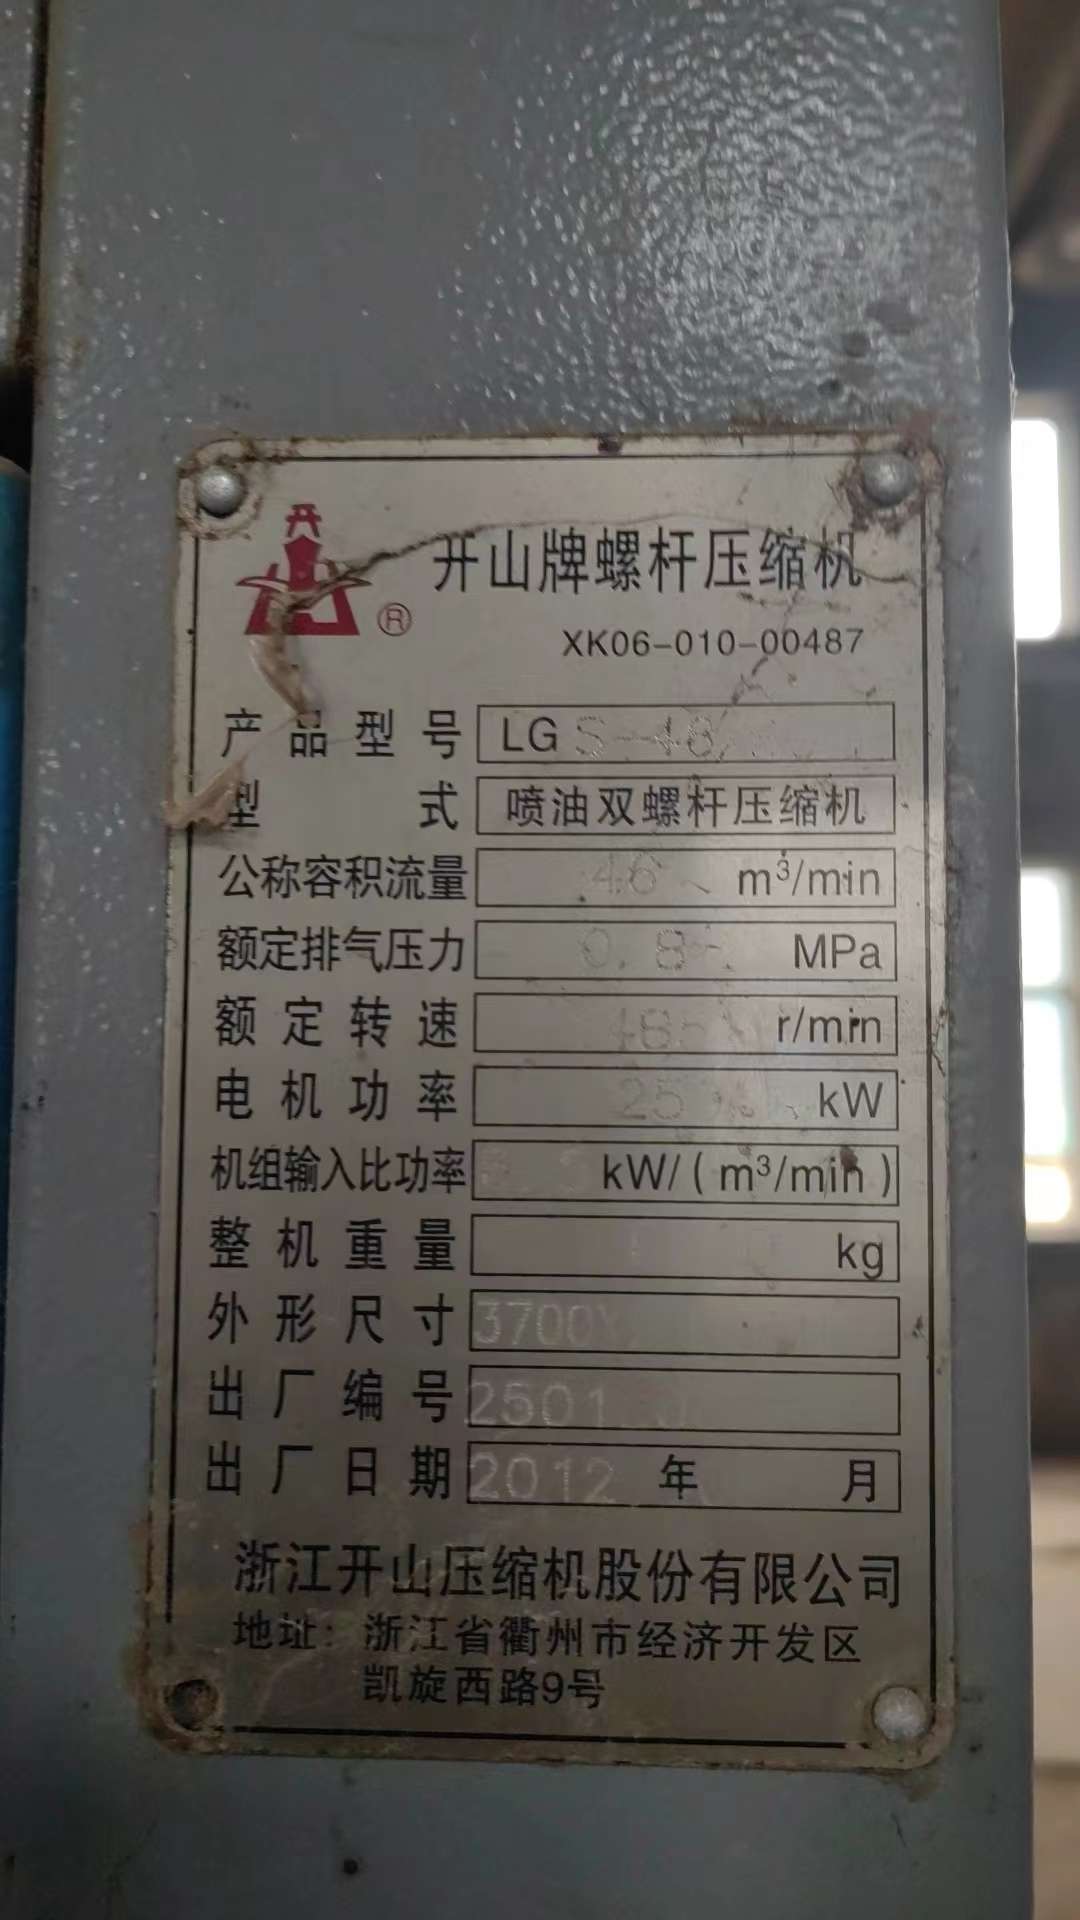 开
®
开山牌螺杆压缩机
XK06-010-00487
产品型号 LG S-48/
型式 喷油双螺杆压缩机
公称容积流量 46 m³/min
额定排气压力 0.8 MPa
额定转速 r/min
电机功率 25 kW
机组输入比功率 kW/(m³/min)
整机重量 kg
外形尺寸 3700
出厂编号 2501
出厂日期 2012 年 月
浙江开山压缩机股份有限公司
地址：浙江省衢州市经济开发区
凯旋西路9号